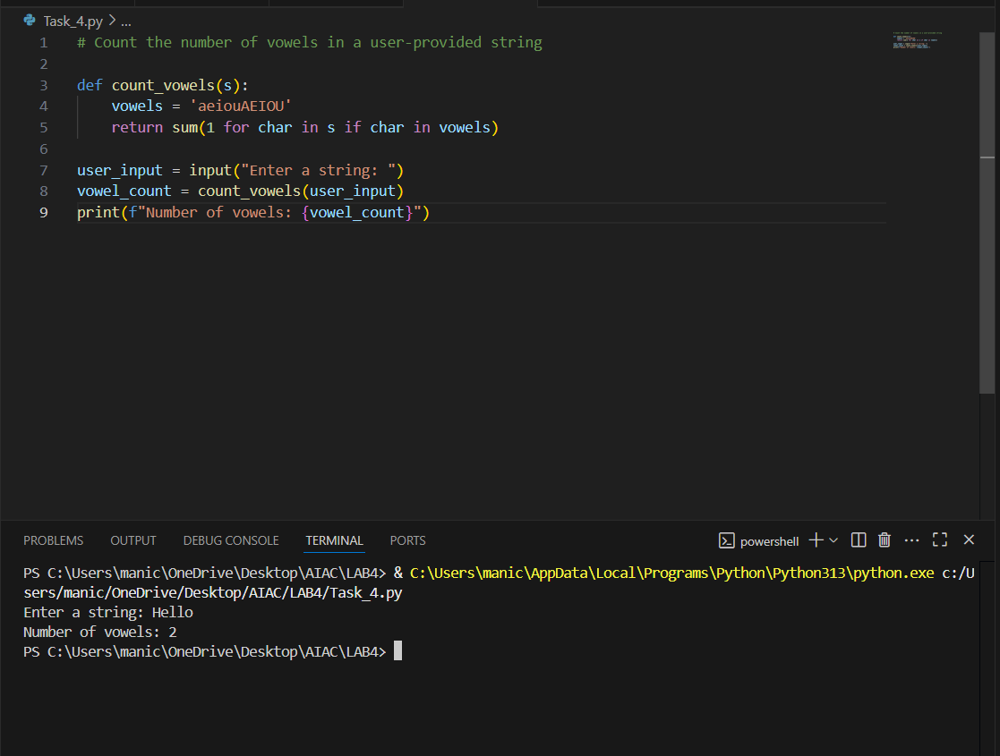 Task_4.py > ...
1 # Count the number of vowels in a user-provided string
2
3 def count_vowels(s):
4     vowels = 'aeiouAEIOU'
5     return sum(1 for char in s if char in vowels)
6
7 user_input = input("Enter a string: ")
8 vowel_count = count_vowels(user_input)
9 print(f"Number of vowels: {vowel_count}")
PROBLEMS OUTPUT DEBUG CONSOLE TERMINAL PORTS powershell
PS C:\Users\manic\OneDrive\Desktop\AIAC\LAB4> & C:\Users\manic\AppData\Local\Programs\Python\Python313\python.exe c:/U
sers/manic/OneDrive/Desktop/AIAC/LAB4/Task_4.py
Enter a string: Hello
Number of vowels: 2
PS C:\Users\manic\OneDrive\Desktop\AIAC\LAB4>